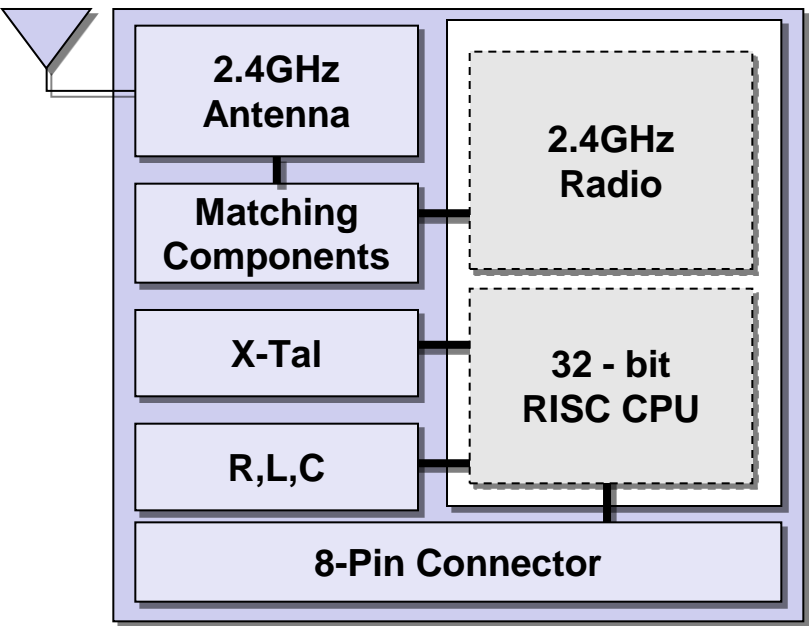 2.4GHz
Antenna
2.4GHz
Radio
Matching
Components
X-Tal
32 - bit
RISC CPU
R,L,C
8-Pin Connector